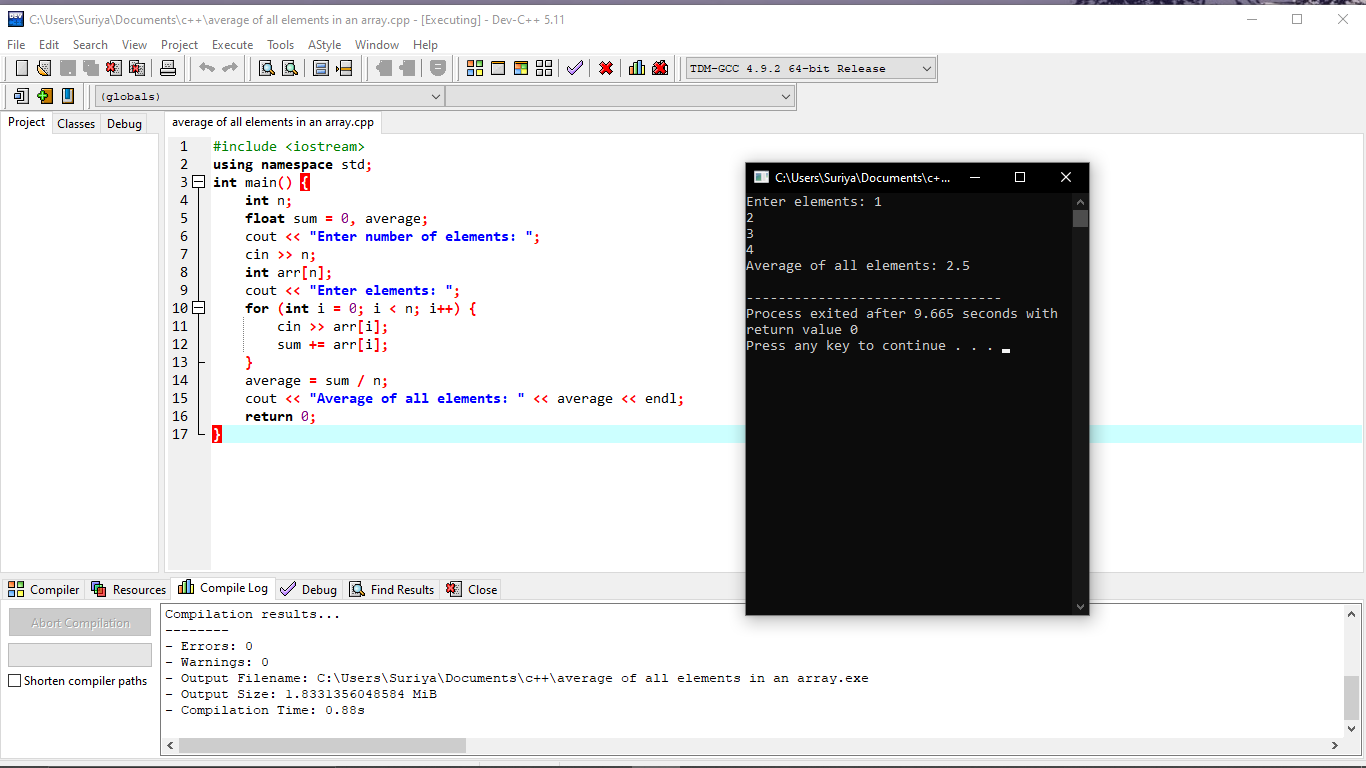 C:\Users\Suriya\Documents\c++\average of all elements in an array.cpp - [Executing] - Dev-C++ 5.11
File Edit Search View Project Execute Tools AStyle Window Help
TDM-GCC 4.9.2 64-bit Release
(globals)
Project Classes Debug
average of all elements in an array.cpp
1 #include <iostream>
2 using namespace std;
3 int main() {
4 int n;
5 float sum = 0, average;
6 cout << "Enter number of elements: ";
7 cin >> n;
8 int arr[n];
9 cout << "Enter elements: ";
10 for (int i = 0; i < n; i++) {
11 cin >> arr[i];
12 sum += arr[i];
13 }
14 average = sum / n;
15 cout << "Average of all elements: " << average << endl;
16 return 0;
17 }
C:\Users\Suriya\Documents\c+...
Enter elements: 1
2
3
4
Average of all elements: 2.5
--------------------------------
Process exited after 9.665 seconds with
return value 0
Press any key to continue . . .
Compiler Resources Compile Log Debug Find Results Close
Abort Compilation
Shorten compiler paths
Compilation results...
--------
- Errors: 0
- Warnings: 0
- Output Filename: C:\Users\Suriya\Documents\c++\average of all elements in an array.exe
- Output Size: 1.8331356048584 MiB
- Compilation Time: 0.88s